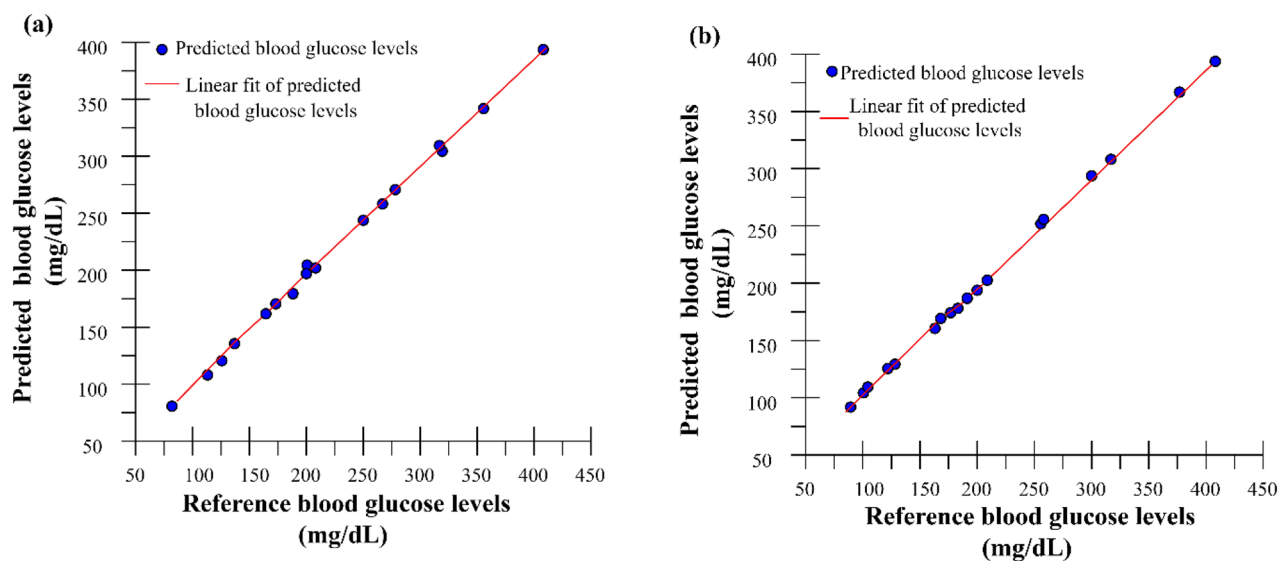 (a)
Predicted blood glucose levels
Linear fit of predicted
blood glucose levels
400
350
300
250
200
150
100
50
Predicted blood glucose levels
(mg/dL)
50 100 150 200 250 300 350 400 450
Reference blood glucose levels
(mg/dL)
(b)
Predicted blood glucose levels
Linear fit of predicted
blood glucose levels
400
350
300
250
200
150
100
50
Predicted blood glucose levels
(mg/dL)
50 100 150 200 250 300 350 400 450
Reference blood glucose levels
(mg/dL)